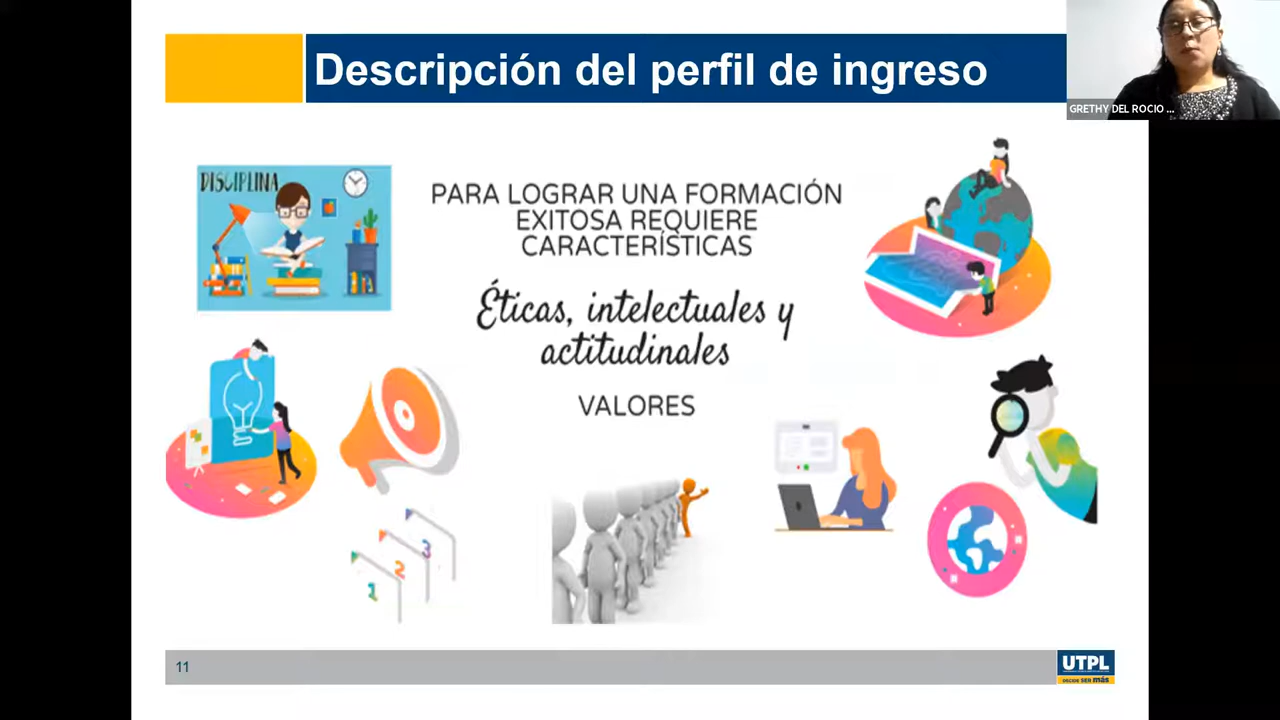 Descripción del perfil de ingreso
GRETHY DEL ROCIO ...
DISCIPLINA
PARA LOGRAR UNA FORMACIÓN
EXITOSA REQUIERE
CARACTERÍSTICAS
Éticas, intelectuales y
actitudinales
VALORES
1
2
3
11
UTPL
DECIDE SER más